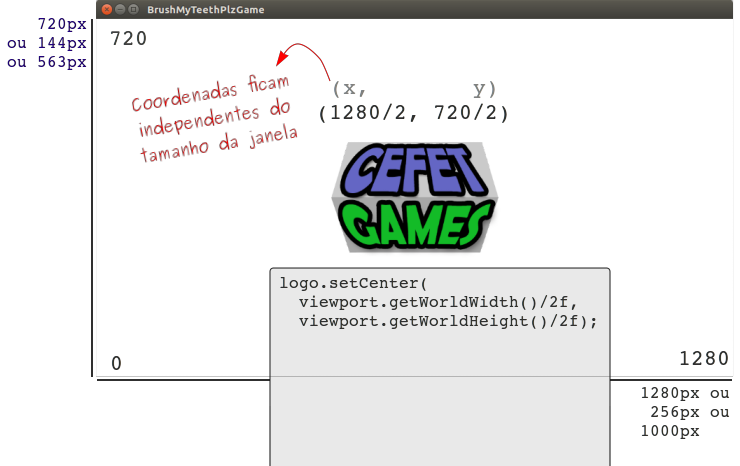 BrushMyTeethPlzGame
720px
ou 144px
ou 563px
720
Coordenadas ficam
independentes do
tamanho da janela
(x, y)
(1280/2, 720/2)
CEFET
GAMES
logo.setCenter(
viewport.getWorldWidth()/2f,
viewport.getWorldHeight()/2f);
0
1280
1280px ou
256px ou
1000px